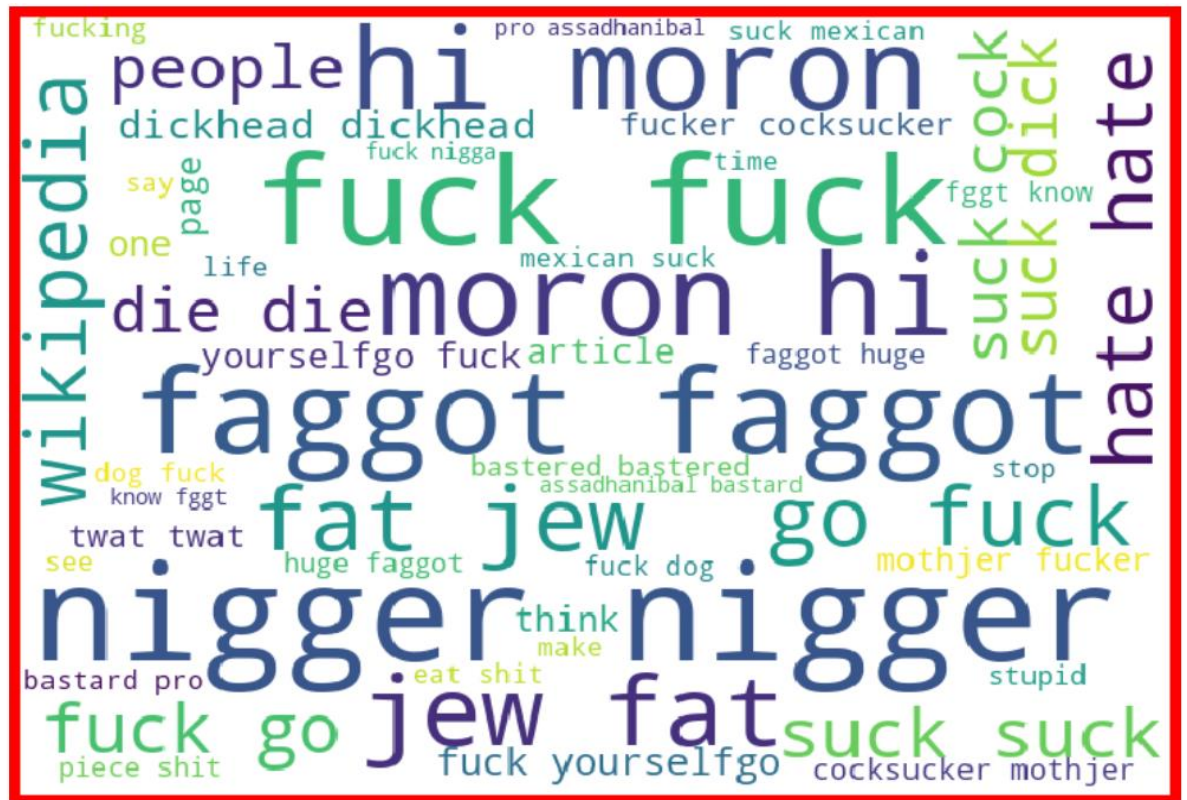 fucking
hi moron
pro assadhanibal
suck mexican
people
dickhead dickhead
fucker cocksucker
suck cock
suck dick
hate hate
wikipedia
fuck nigga
time
say
page
fuck fuck
fggt know
one
life
mexican suck
die die
moron hi
yourselfgo fuck
article
faggot huge
faggot faggot
dog fuck
bastered bastered
stop
know fggt
assadhanibal bastard
twat twat
fat jew
go fuck
see
huge faggot
fuck dog
mothjer fucker
nigger nigger
think
make
bastard pro
eat shit
stupid
fuck go
jew fat
suck suck
piece shit
fuck yourselfgo
cocksucker mothjer